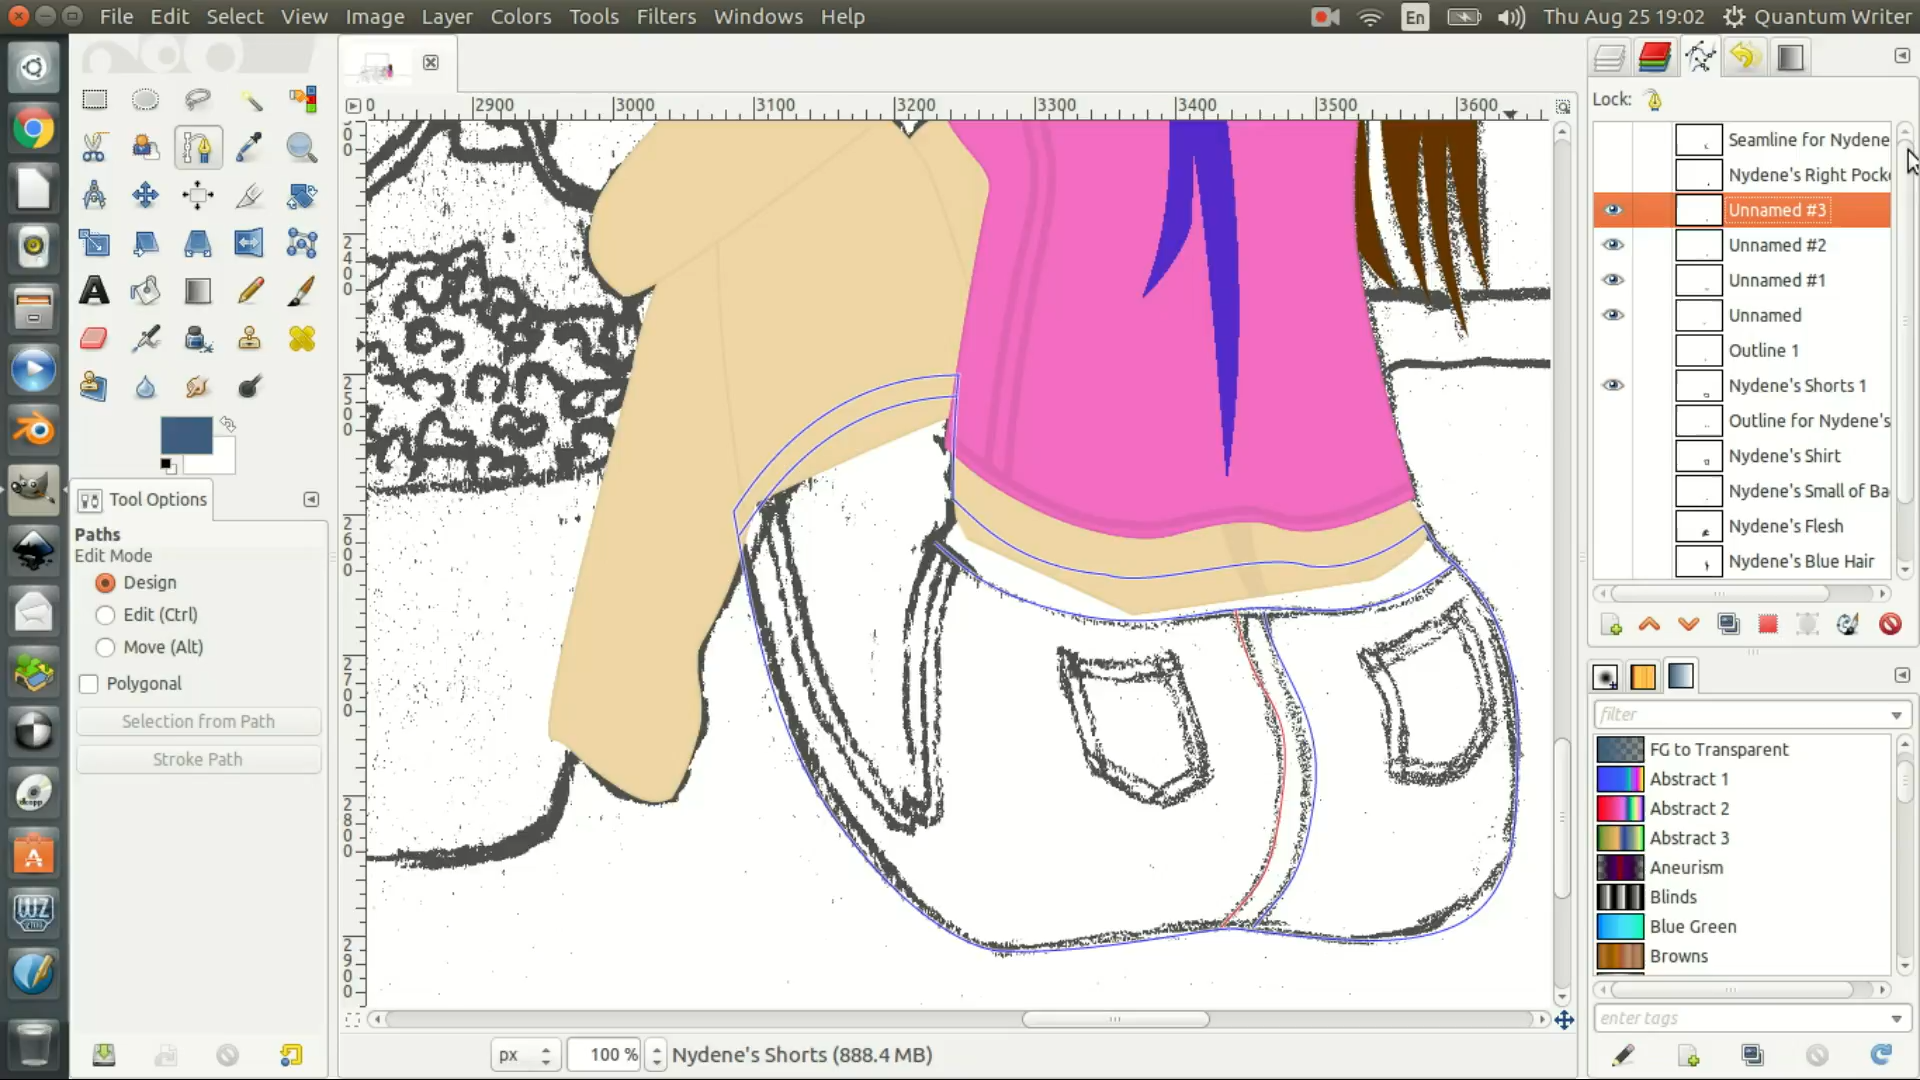 File Edit Select View Image Layer Colors Tools Filters Windows Help
En Thu Aug 25 19:02 Quantum Writer
0 2900 3000 3100 3200 3300 3400 3500 3600
Lock:
Seamline for Nydene
Nydene's Right Pock
Unnamed #3
Unnamed #2
Unnamed #1
Unnamed
Outline 1
Nydene's Shorts 1
Outline for Nydene's
Nydene's Shirt
Nydene's Small of Ba
Nydene's Flesh
Nydene's Blue Hair
Tool Options
Paths
Edit Mode
Design
Edit (Ctrl)
Move (Alt)
Polygonal
Selection from Path
Stroke Path
filter
FG to Transparent
Abstract 1
Abstract 2
Abstract 3
Aneurism
Blinds
Blue Green
Browns
enter tags
px 100 % Nydene's Shorts (888.4 MB)